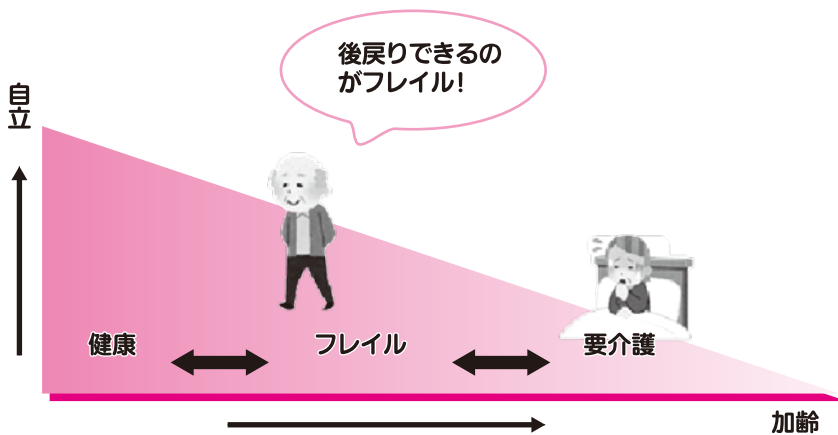 後戻りできるの
がフレイル!
自立
健康
フレイル
要介護
加齢